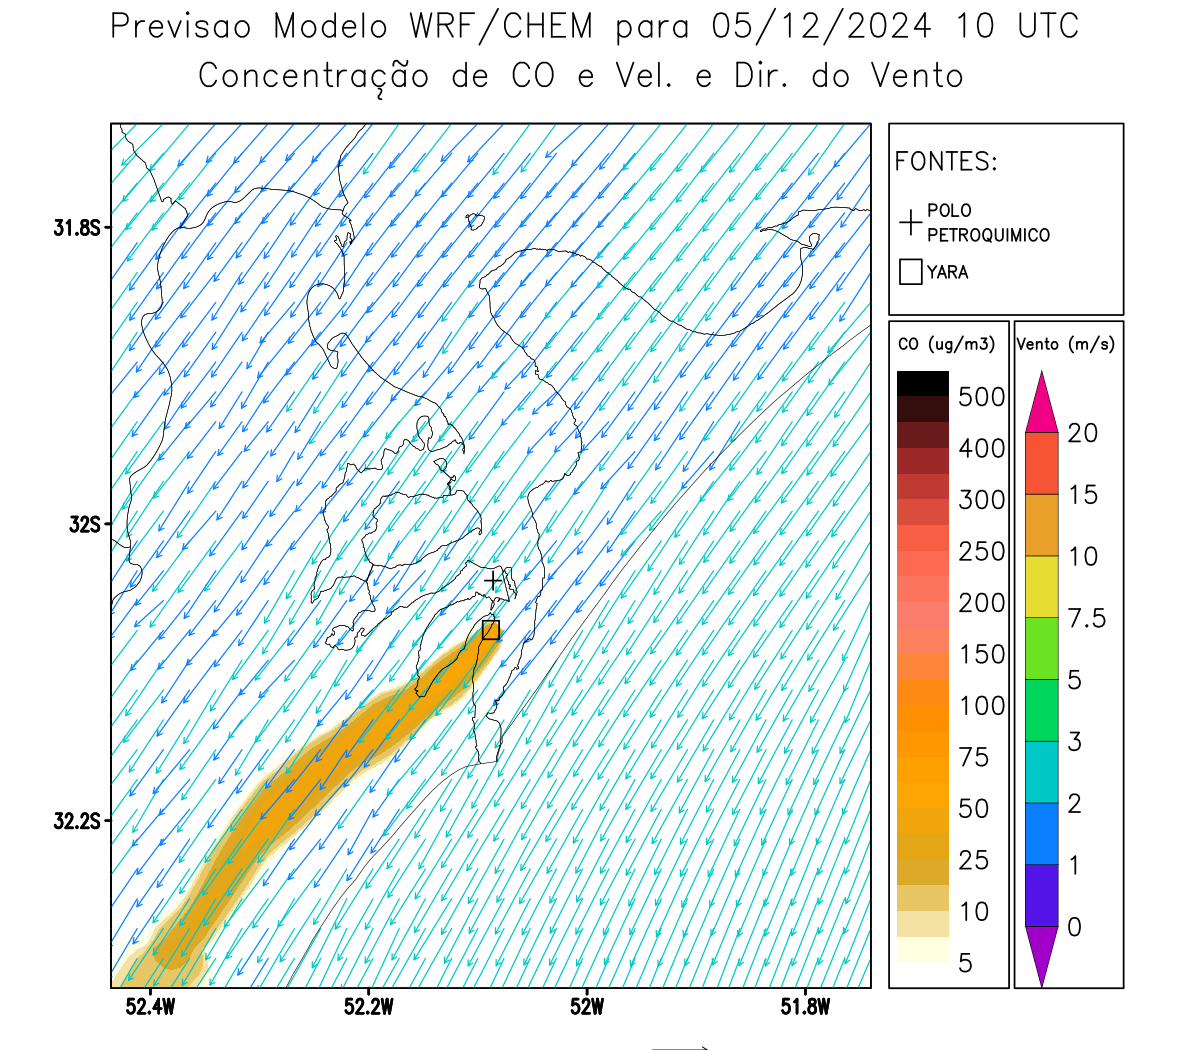 Previsao Modelo WRF/CHEM para 05/12/2024 10 UTC
Concentração de CO e Vel. e Dir. do Vento
FONTES:
POLO
PETROQUIMICO
YARA
CO (ug/m3)
500
400
300
250
200
150
100
75
50
25
10
5
Vento (m/s)
20
15
10
7.5
5
3
2
1
0
31.8S
32S
32.2S
52.4W 52.2W 52W 51.8W